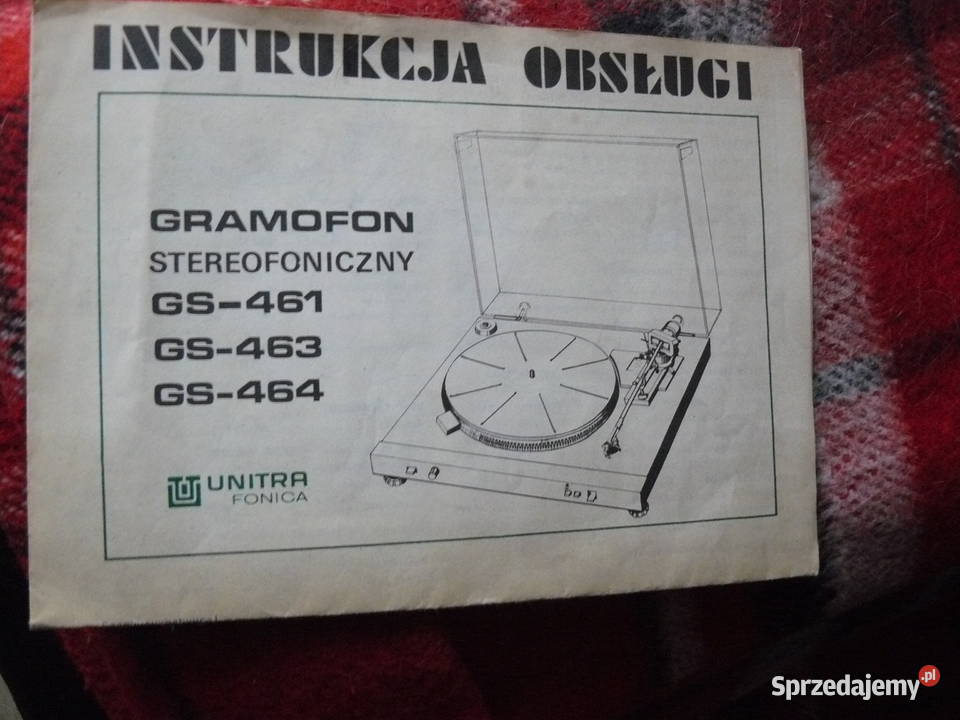 INSTRUKCJA OBSŁUGI
GRAMOFON
STEREOFONICZNY
GS-461
GS-463
GS-464
UNITRA
FONICA
Sprzedajemy.pl